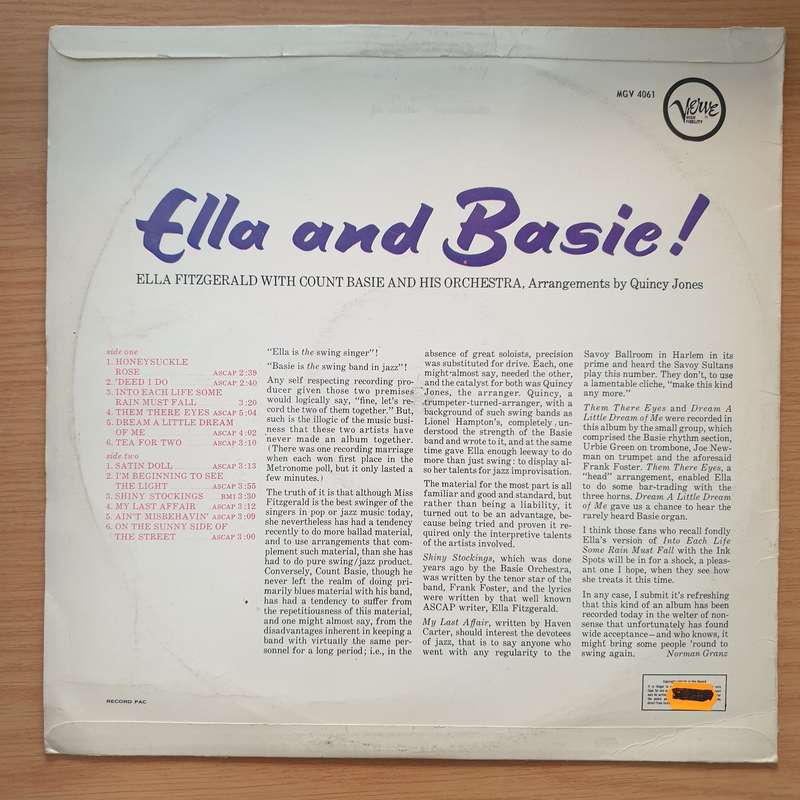 MGV 4061
Verve
HIGH FIDELITY
Ella and Basie!
ELLA FITZGERALD WITH COUNT BASIE AND HIS ORCHESTRA, Arrangements by Quincy Jones
side one
1. HONEYSUCKLE
ROSE ASCAP 2:39
2. 'DEED I DO ASCAP 2:40
3. INTO EACH LIFE SOME
RAIN MUST FALL 3:20
4. THEM THERE EYES ASCAP 5:04
5. DREAM A LITTLE DREAM
OF ME ASCAP 4:02
6. TEA FOR TWO ASCAP 3:10
side two
1. SATIN DOLL ASCAP 3:13
2. I'M BEGINNING TO SEE
THE LIGHT ASCAP 3:55
3. SHINY STOCKINGS BMI 3:30
4. MY LAST AFFAIR ASCAP 3:12
5. AIN'T MISBEHAVIN' ASCAP 3:09
6. ON THE SUNNY SIDE OF
THE STREET ASCAP 3:00
"Ella is the swing singer"!
"Basie is the swing band in jazz"!
Any self respecting recording pro-
ducer given those two premises
would logically say, "fine, let's re-
cord the two of them together." But,
such is the illogic of the music busi-
ness that these two artists have
never made an album together.
(There was one recording marriage
when each won first place in the
Metronome poll, but it only lasted a
few minutes.)
The truth of it is that although Miss
Fitzgerald is the best swinger of the
singers in pop or jazz music today,
she nevertheless has had a tendency
recently to do more ballad material,
and to use arrangements that com-
plement such material, than she has
had to do pure swing/jazz product.
Conversely, Count Basie, though he
never left the realm of doing pri-
marily blues material with his band,
has had a tendency to suffer from
the repetitiousness of this material,
and one might almost say, from the
disadvantages inherent in keeping a
band with virtually the same per-
sonnel for a long period; i.e., in the
absence of great soloists, precision
was substituted for drive. Each, one
might almost say, needed the other,
and the catalyst for both was Quincy
Jones, the arranger. Quincy, a
trumpeter-turned-arranger, with a
background of such swing bands as
Lionel Hampton's, completely un-
derstood the strength of the Basie
band and wrote to it, and at the same
time gave Ella enough leeway to do
more than just swing: to display al-
so her talents for jazz improvisation.
The material for the most part is all
familiar and good and standard, but
rather than being a liability, it
turned out to be an advantage, be-
cause being tried and proven it re-
quired only the interpretive talents
of the artists involved.
Shiny Stockings, which was done
years ago by the Basie Orchestra,
was written by the tenor star of the
band, Frank Foster, and the lyrics
were written by that well known
ASCAP writer, Ella Fitzgerald.
My Last Affair, written by Haven
Carter, should interest the devotees
of jazz, that is to say anyone who
went with any regularity to the
Savoy Ballroom in Harlem in its
prime and heard the Savoy Sultans
play this number. They don't, to use
a lamentable cliche, "make this kind
any more."
Them There Eyes and Dream A
Little Dream of Me were recorded in
this album by the small group, which
comprised the Basie rhythm section,
Urbie Green on trombone, Joe New-
man on trumpet and the aforesaid
Frank Foster. Them There Eyes, a
"head" arrangement, enabled Ella
to do some bar-trading with the
three horns. Dream A Little Dream
of Me gave us a chance to hear the
rarely heard Basie organ.
I think those fans who recall fondly
Ella's version of Into Each Life
Some Rain Must Fall with the Ink
Spots will be in for a shock, a pleas-
ant one I hope, when they see how
she treats it this time.
In any case, I submit it's refreshing
that this kind of an album has been
recorded today in the welter of non-
sense that unfortunately has found
wide acceptance—and who knows, it
might bring some people 'round to
swing again. Norman Granz
RECORD PAC